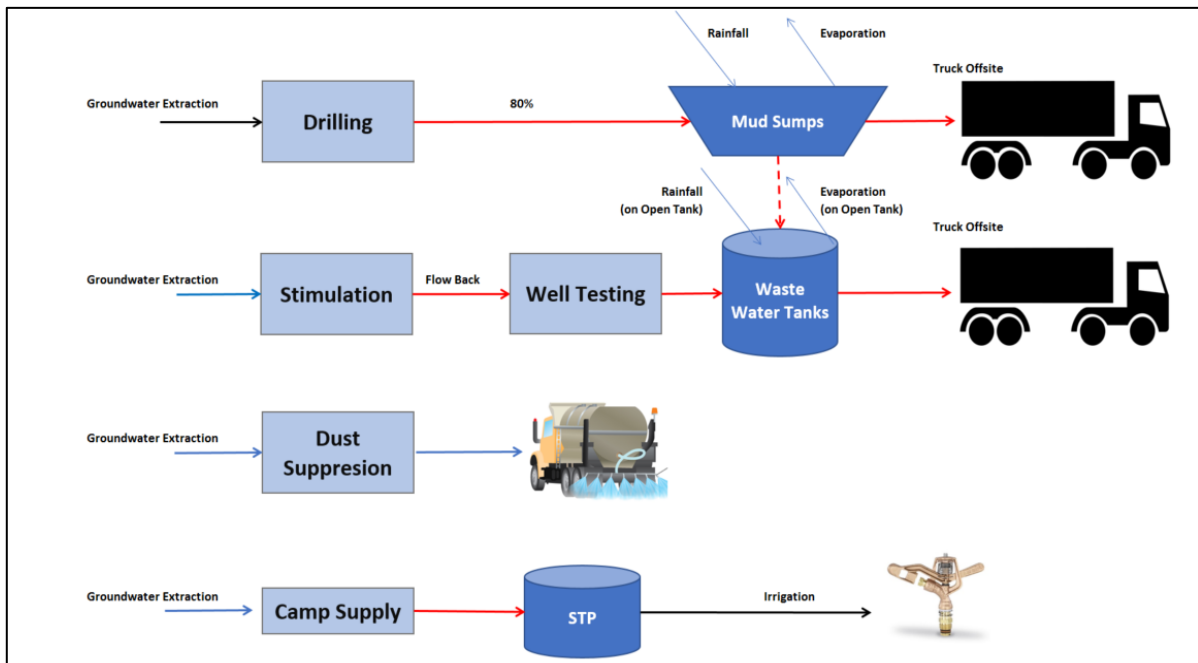 Rainfall
Evaporation
Truck Offsite
Groundwater Extraction
80%
Drilling
Mud Sumps
Rainfall
(on Open Tank)
Evaporation
(on Open Tank)
Truck Offsite
Groundwater Extraction
Flow Back
Stimulation
Well Testing
Waste
Water Tanks
Groundwater Extraction
Dust
Suppresion
Groundwater Extraction
Camp Supply
STP
Irrigation